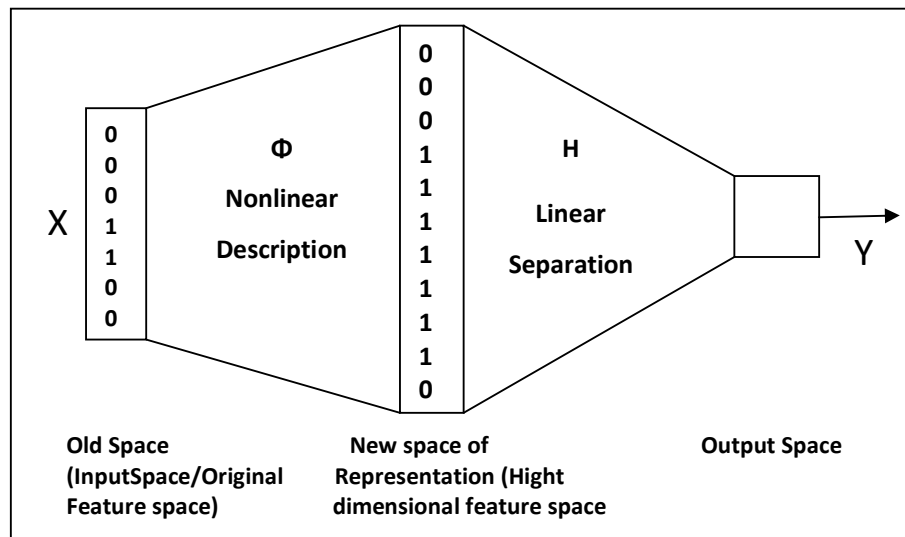 X
0
0
0
1
1
0
0
Φ
Nonlinear
Description
0
0
0
1
1
1
1
1
1
1
0
H
Linear
Separation
Y
Old Space
(InputSpace/Original
Feature space)
New space of
Representation (Hight
dimensional feature space
Output Space